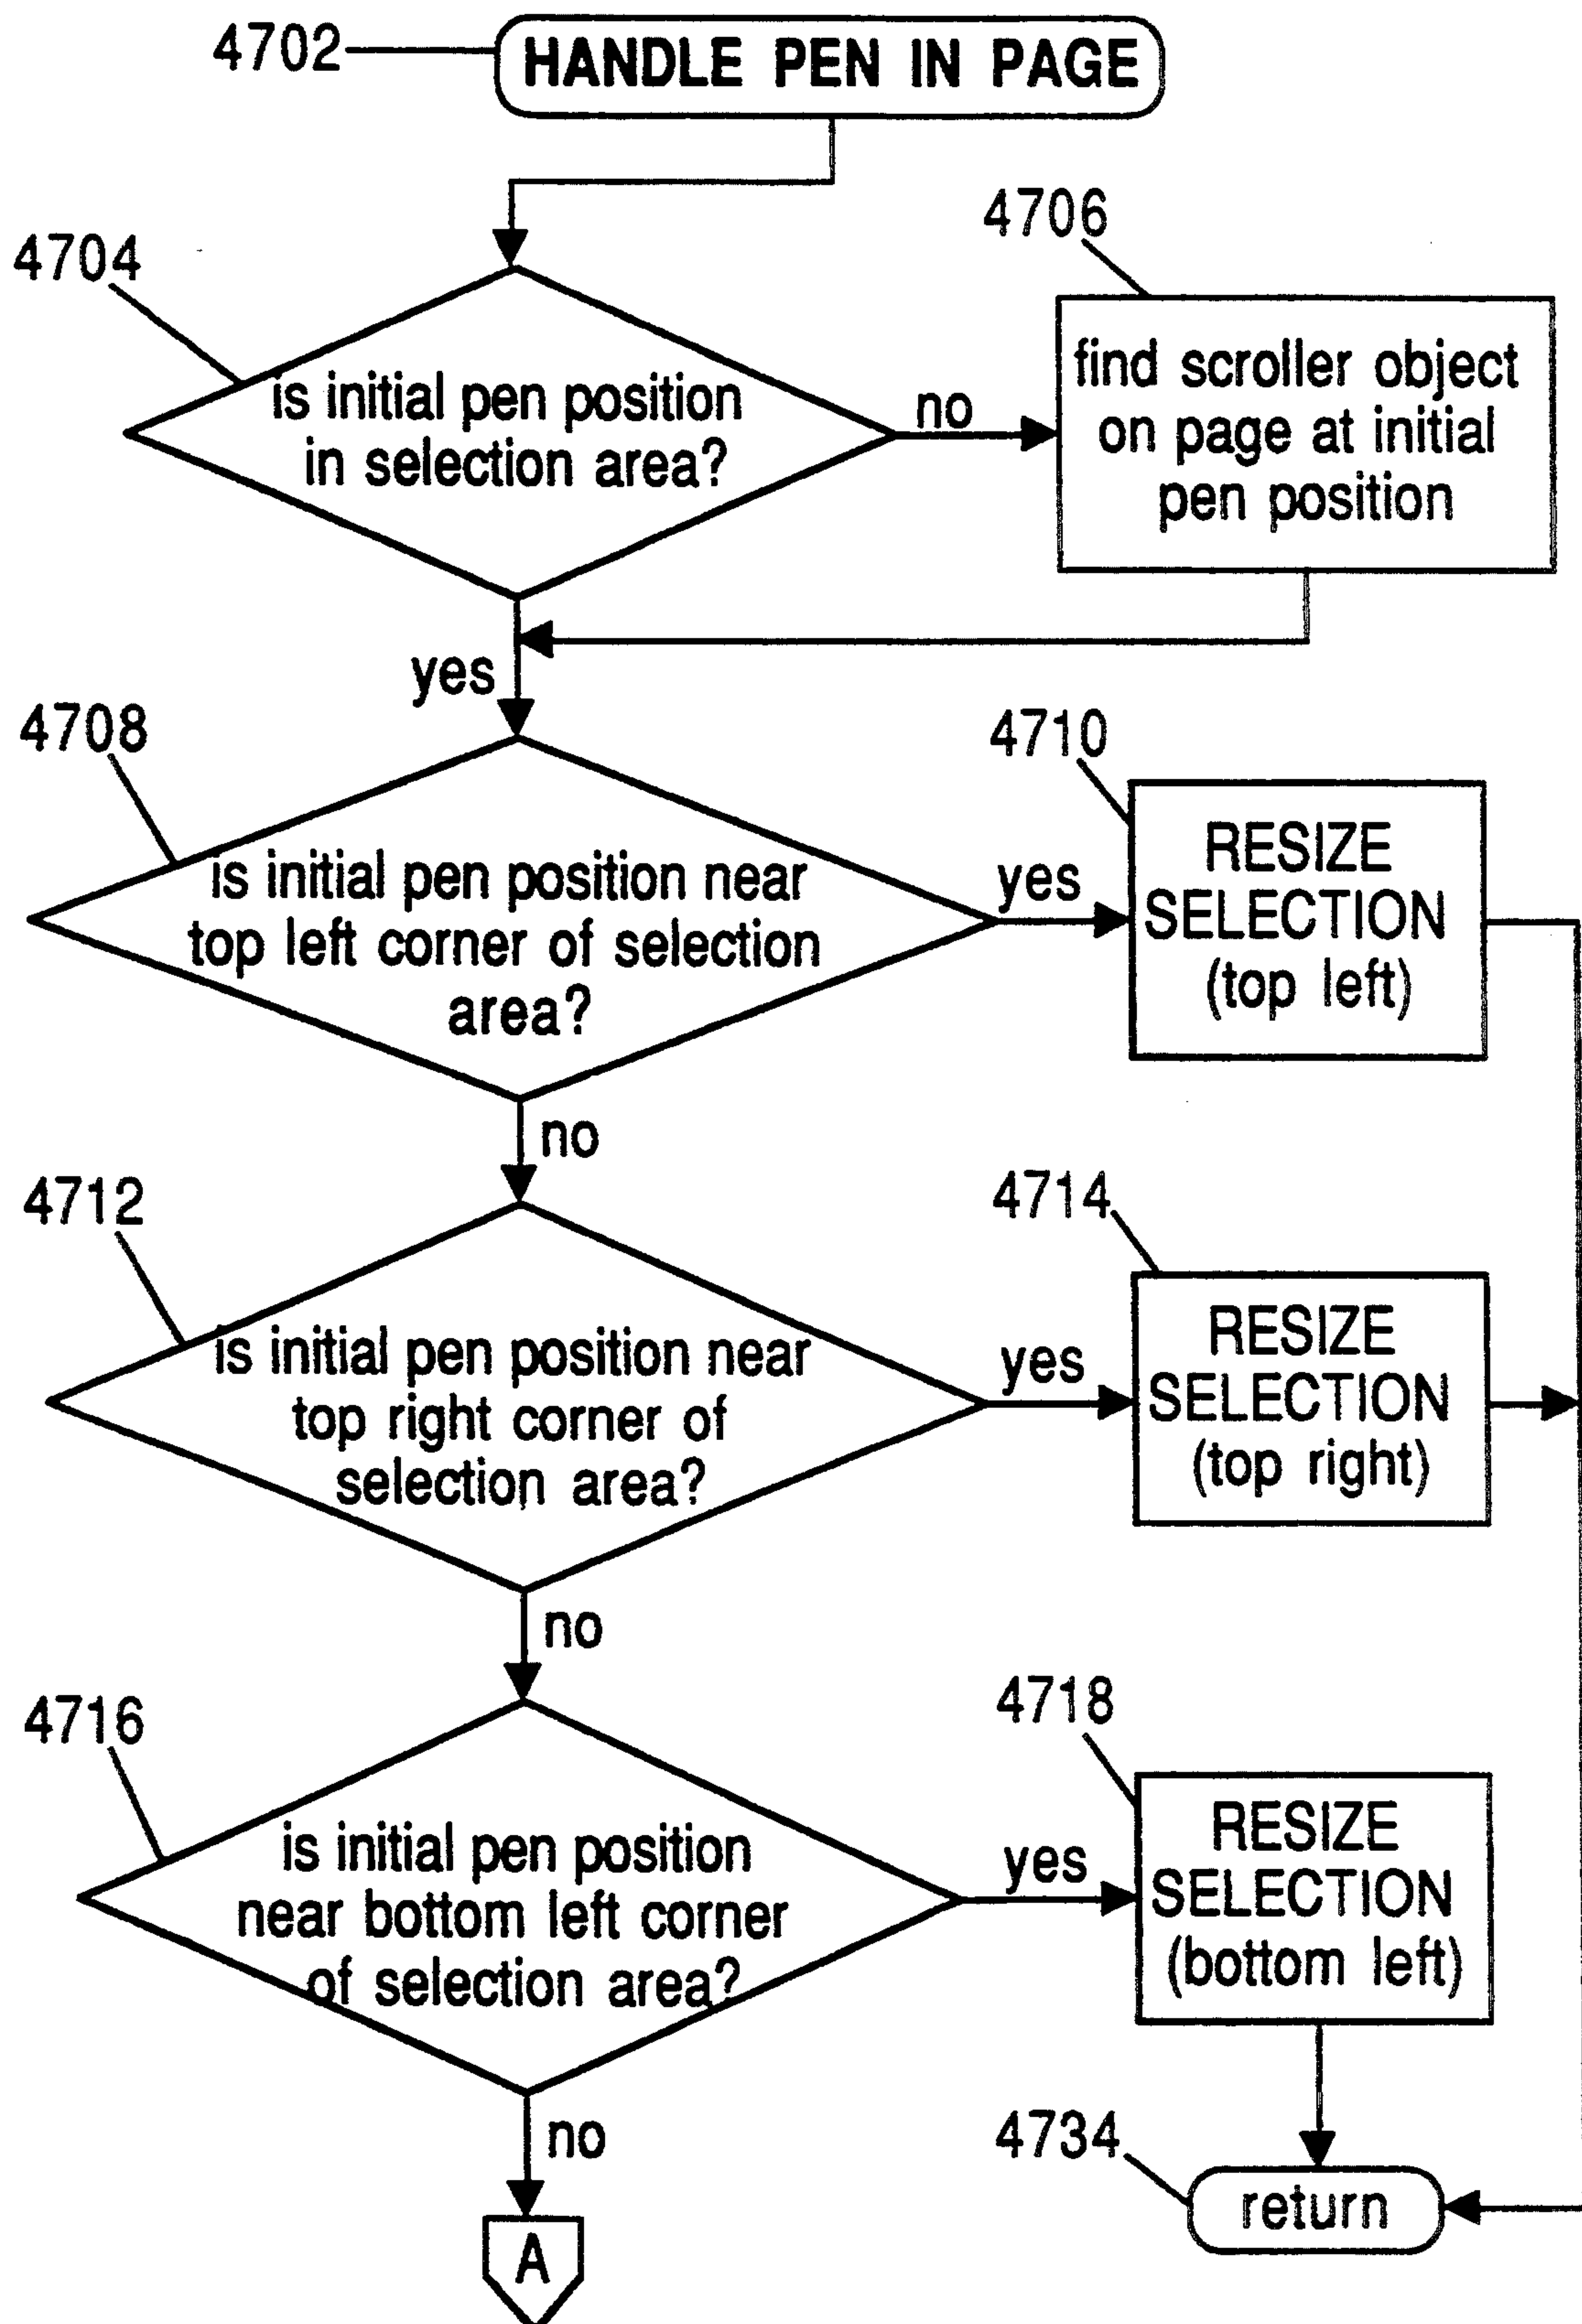 4702
HANDLE PEN IN PAGE
4704
is initial pen position
in selection area?
no
4706
find scroller object
on page at initial
pen position
yes
4708
is initial pen position near
top left corner of selection
area?
yes
4710
RESIZE
SELECTION
(top left)
no
4712
is initial pen position near
top right corner of
selection area?
yes
4714
RESIZE
SELECTION
(top right)
no
4716
is initial pen position
near bottom left corner
of selection area?
yes
4718
RESIZE
SELECTION
(bottom left)
no
4734
return
A